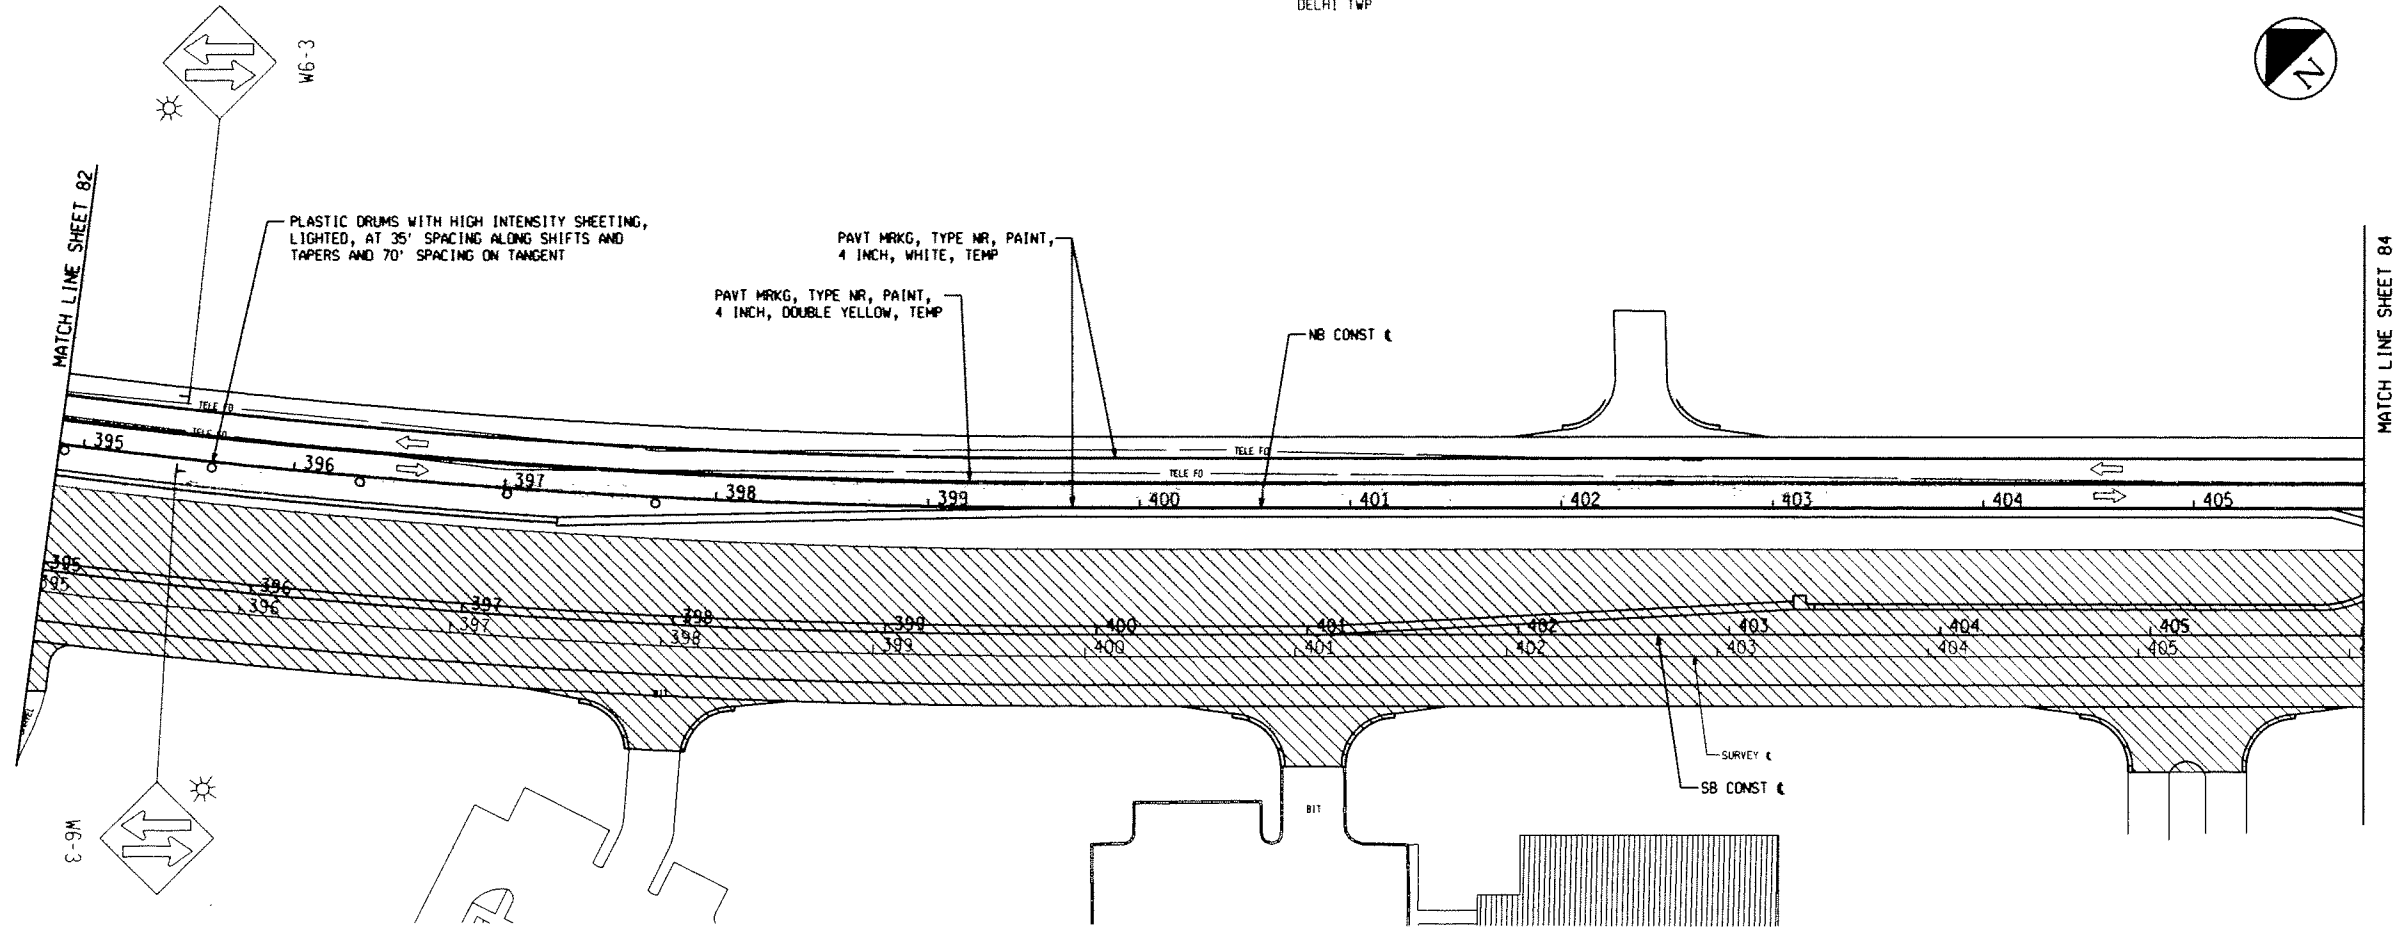 DELHI TWP
W6-3
N
MATCH LINE SHEET 82
PLASTIC DRUMS WITH HIGH INTENSITY SHEETING,
LIGHTED, AT 35' SPACING ALONG SHIFTS AND
TAPERS AND 70' SPACING ON TANGENT
PAVT MRKG, TYPE NR, PAINT,
4 INCH, WHITE, TEMP
PAVT MRKG, TYPE NR, PAINT,
4 INCH, DOUBLE YELLOW, TEMP
NB CONST ℄
MATCH LINE SHEET 84
TELE FO
TELE FO
TELE FO
TELE FO
395 396 397 398 399 400 401 402 403 404 405
395 396 397 398 399 400 401 402 403 404 405
395 396 397 398 399 400 401 402 403 404 405
BIT
SURVEY ℄
SB CONST ℄
BIT
W6-3